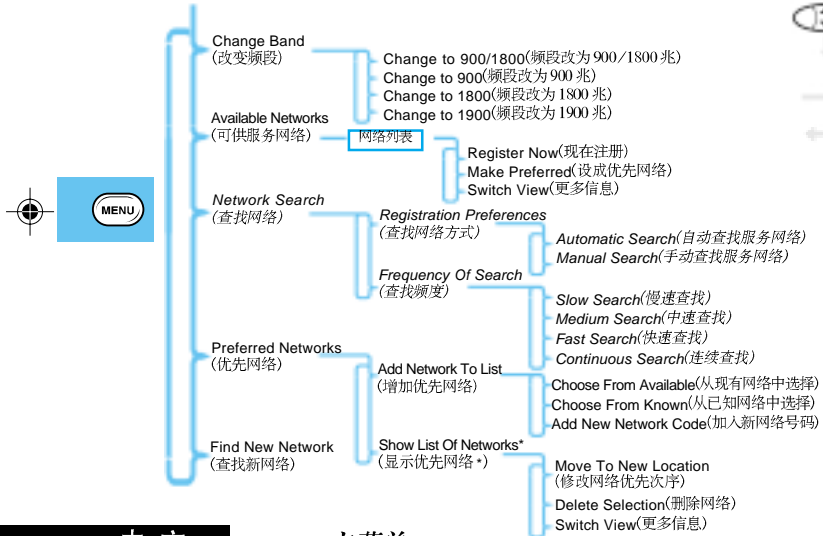 Change Band
(改变频段)
Change to 900/1800(频段改为900/1800兆)
Change to 900(频段改为900兆)
Change to 1800(频段改为1800兆)
Change to 1900(频段改为1900兆)
Available Networks
(可供服务网络)
网络列表
Register Now(现在注册)
Make Preferred(设成优先网络)
Switch View(更多信息)
MENU
Network Search
(查找网络)
Registration Preferences
(查找网络方式)
Automatic Search(自动查找服务网络)
Manual Search(手动查找服务网络)
Frequency Of Search
(查找频度)
Slow Search(慢速查找)
Medium Search(中速查找)
Fast Search(快速查找)
Continuous Search(连续查找)
Preferred Networks
(优先网络)
Add Network To List
(增加优先网络)
Choose From Available(从现有网络中选择)
Choose From Known(从已知网络中选择)
Add New Network Code(加入新网络号码)
Find New Network
(查找新网络)
Show List Of Networks*
(显示优先网络*)
Move To New Location
(修改网络优先次序)
Delete Selection(删除网络)
Switch View(更多信息)